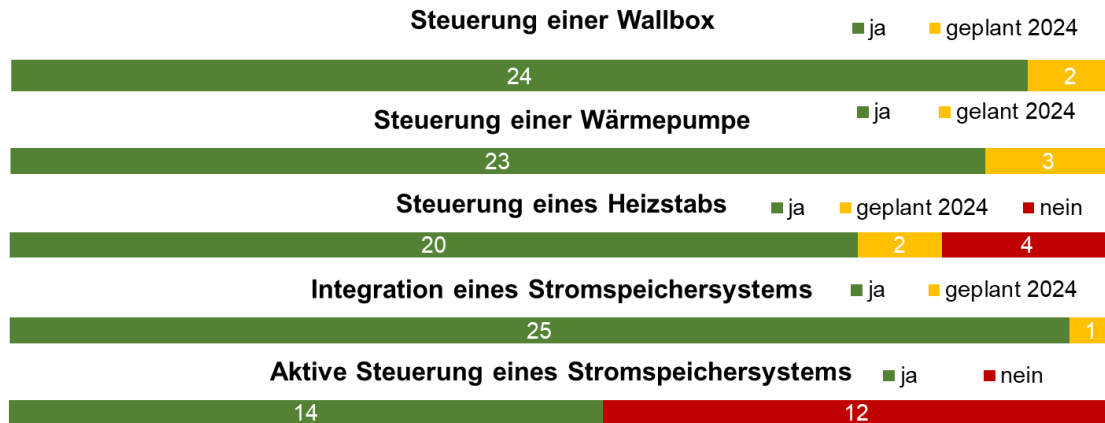 Steuerung einer Wallbox
ja geplant 2024
24 2
Steuerung einer Wärmepumpe
ja gelant 2024
23 3
Steuerung eines Heizstabs ja geplant 2024 nein
20 2 4
Integration eines Stromspeichersystems ja geplant 2024
25 1
Aktive Steuerung eines Stromspeichersystems ja nein
14 12